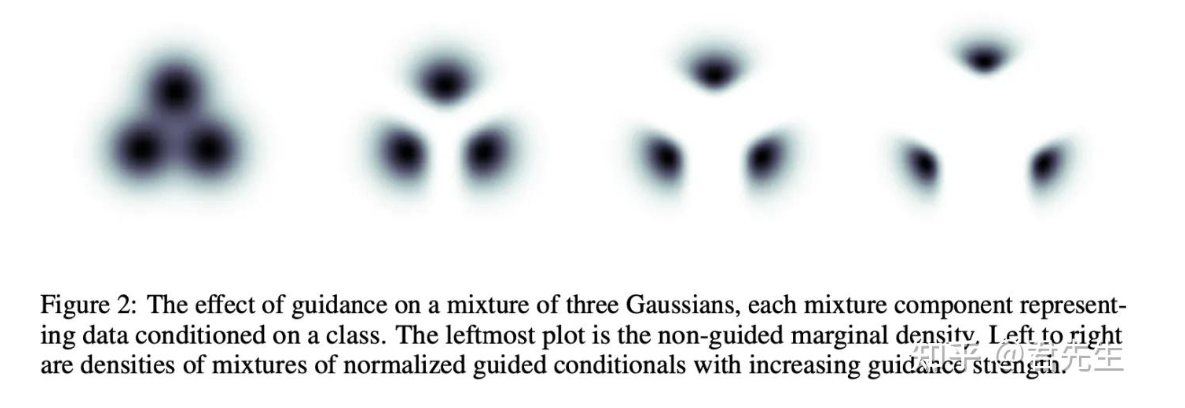 Figure 2: The effect of guidance on a mixture of three Gaussians, each mixture component represent-
ing data conditioned on a class. The leftmost plot is the non-guided marginal density. Left to right
are densities of mixtures of normalized guided conditionals with increasing guidance strength.
知乎 @君先生